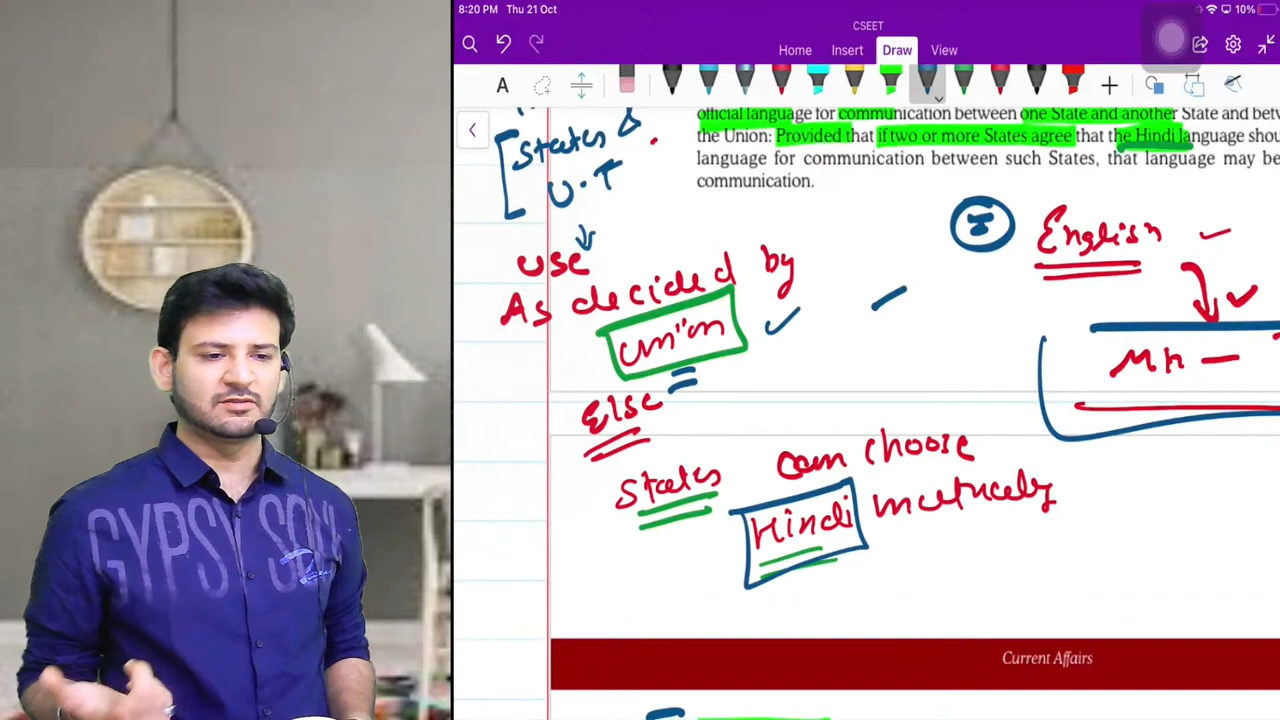 8:20 PM Thu 21 Oct
10%
CSEET
Home Insert Draw View
A
official language for communication between one State and another State and betw
the Union: Provided that if two or more States agree that the Hindi language shou
language for communication between such States, that language may be
communication.
States &
U.T
use
As decided by
Else
States can choose
Hindi mutually
English
Mh –
Current Affairs
GYPSY SO